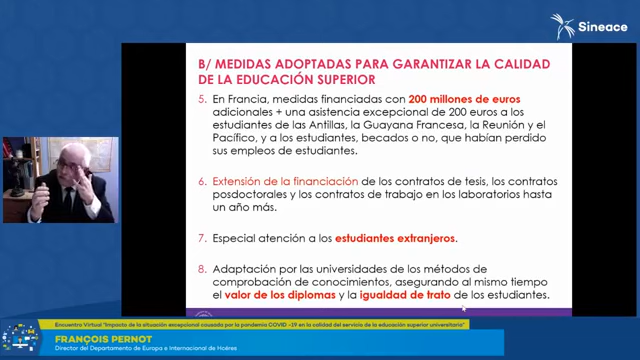 Sineace
B/ MEDIDAS ADOPTADAS PARA GARANTIZAR LA CALIDAD
DE LA EDUCACIÓN SUPERIOR
5. En Francia, medidas financiadas con 200 millones de euros
adicionales + una asistencia excepcional de 200 euros a los
estudiantes de las Antillas, la Guayana Francesa, la Reunión y el
Pacífico, y a los estudiantes, becados o no, que habían perdido
sus empleos de estudiantes.
6. Extensión de la financiación de los contratos de tesis, los contratos
posdoctorales y los contratos de trabajo en los laboratorios hasta
un año más.
7. Especial atención a los estudiantes extranjeros.
8. Adaptación por las universidades de los métodos de
comprobación de conocimientos, asegurando al mismo tiempo
el valor de los diplomas y la igualdad de trato de los estudiantes.
Encuentro Virtual "Impacto de la situación excepcional causada por la pandemia COVID -19 en la calidad del servicio de la educación superior universitaria"
FRANÇOIS PERNOT
Director del Departamento de Europa e Internacional de Hcéres